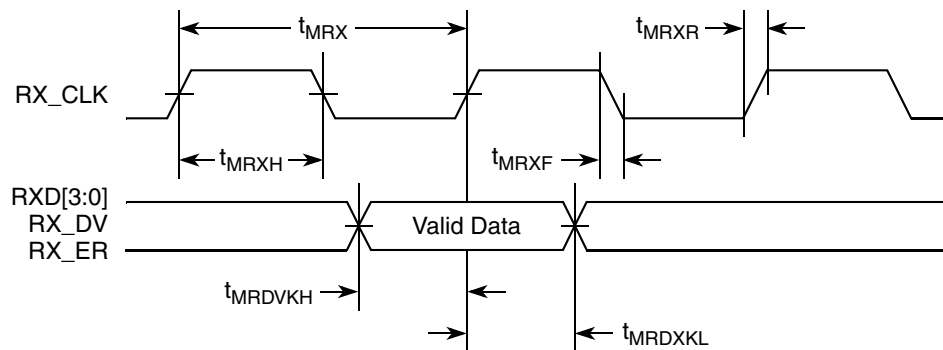 tMRX
tMRXR
RX_CLK
tMRXH
tMRXF
RXD[3:0]
RX_DV
RX_ER
Valid Data
tMRDVKH
tMRDXKL